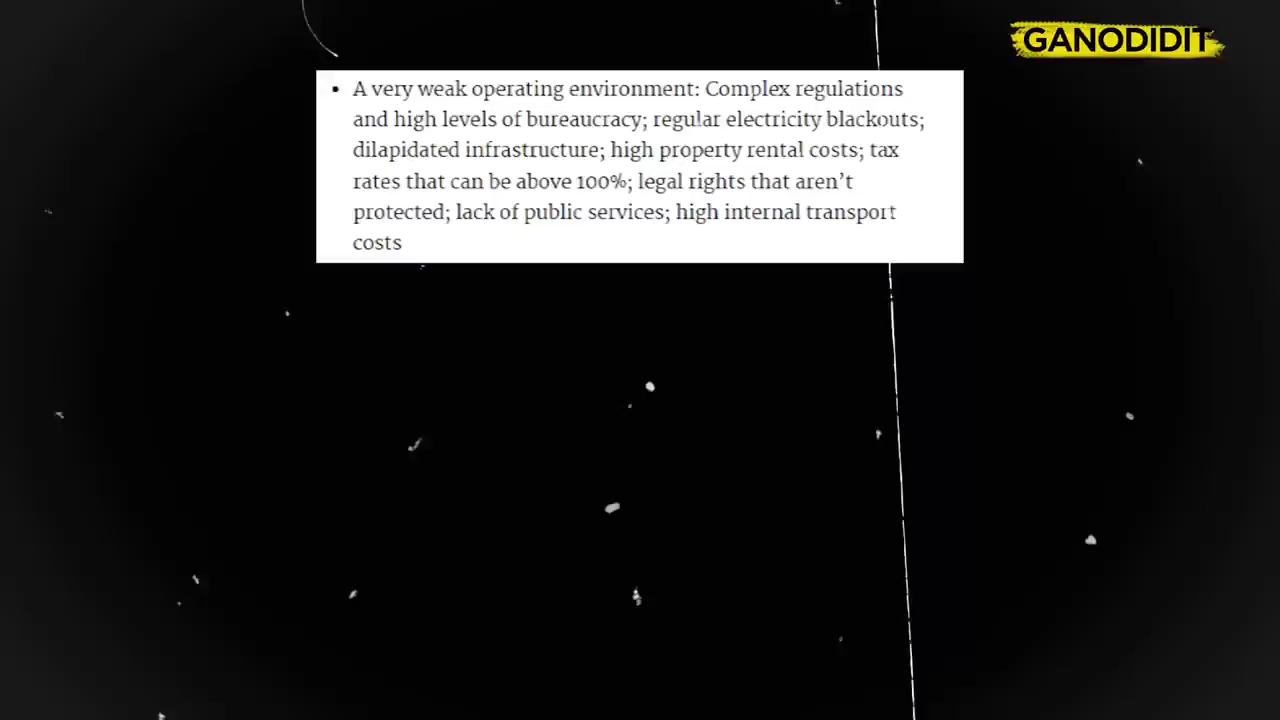 GANODIDIT
• A very weak operating environment: Complex regulations
and high levels of bureaucracy; regular electricity blackouts;
dilapidated infrastructure; high property rental costs; tax
rates that can be above 100%; legal rights that aren’t
protected; lack of public services; high internal transport
costs